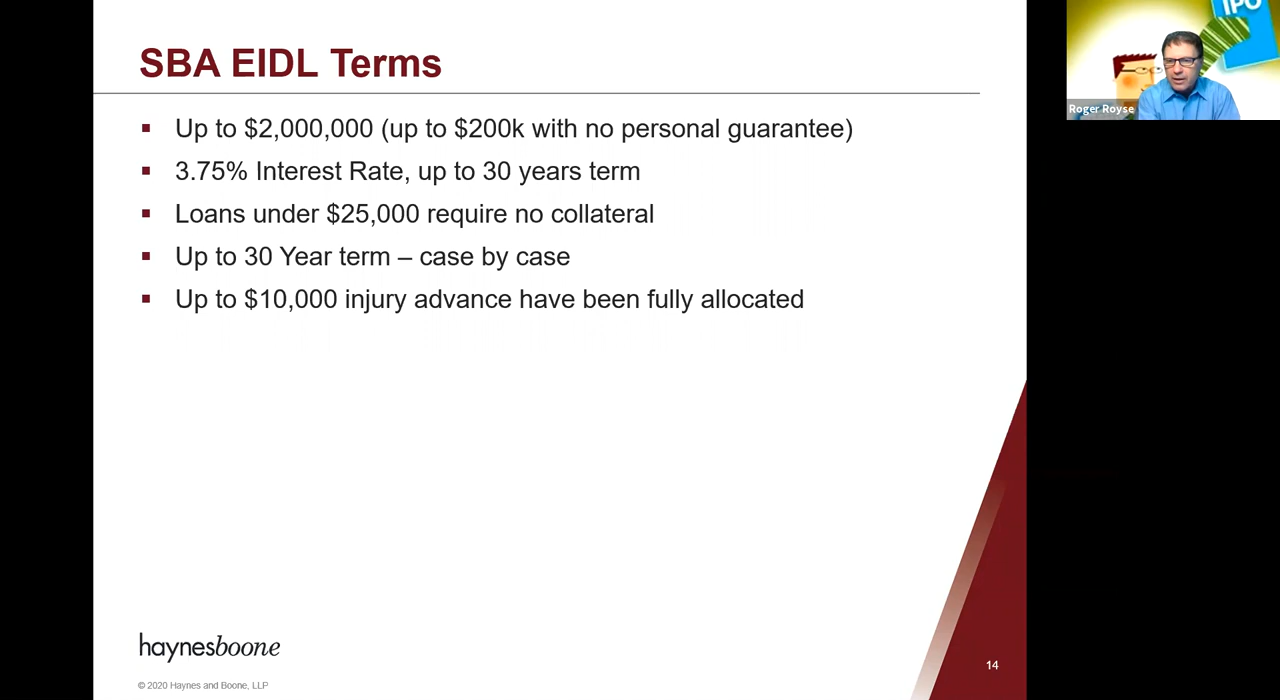 SBA EIDL Terms
Up to $2,000,000 (up to $200k with no personal guarantee)
3.75% Interest Rate, up to 30 years term
Loans under $25,000 require no collateral
Up to 30 Year term – case by case
Up to $10,000 injury advance have been fully allocated
haynesboone
© 2020 Haynes and Boone, LLP
14
IPO
Roger Royse